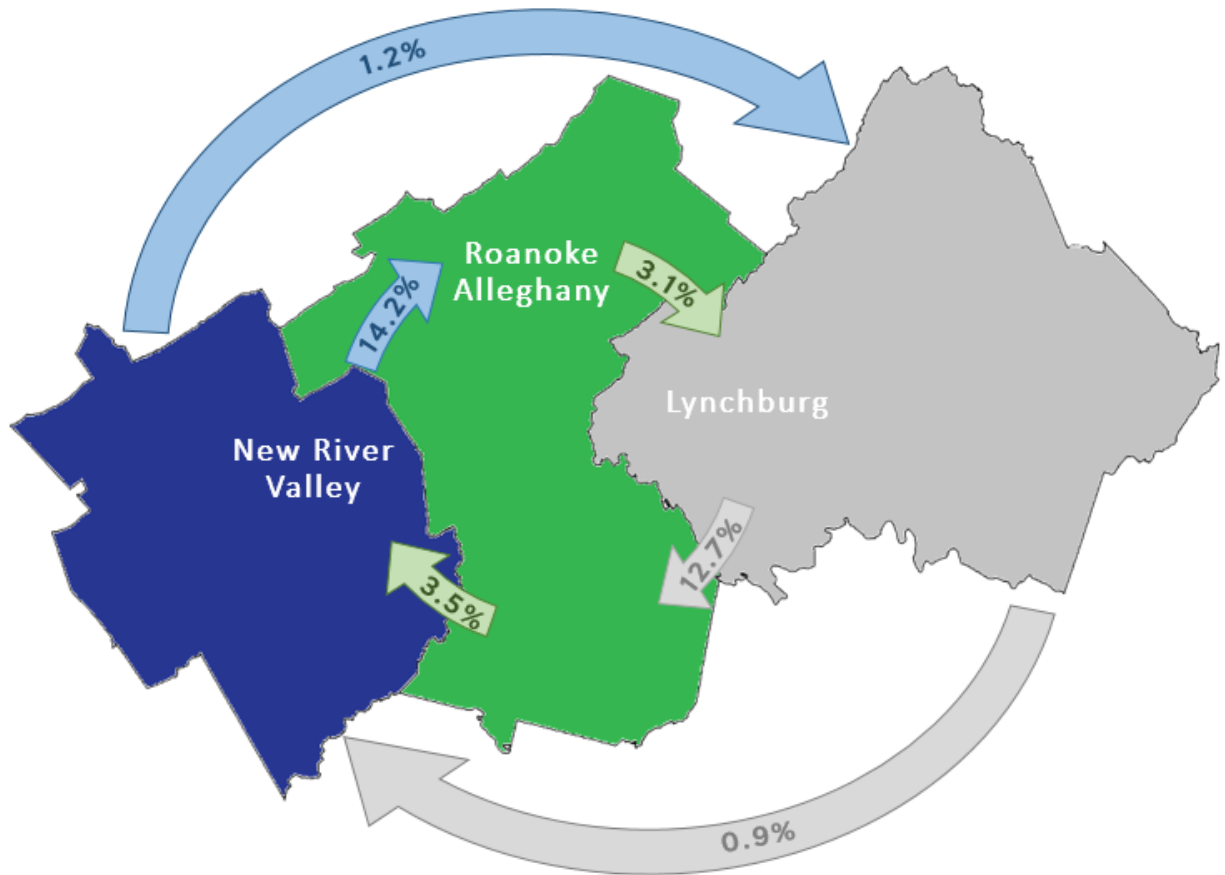 1.2%
Roanoke
Alleghany
3.1%
14.2%
Lynchburg
New River
Valley
12.7%
3.5%
0.9%